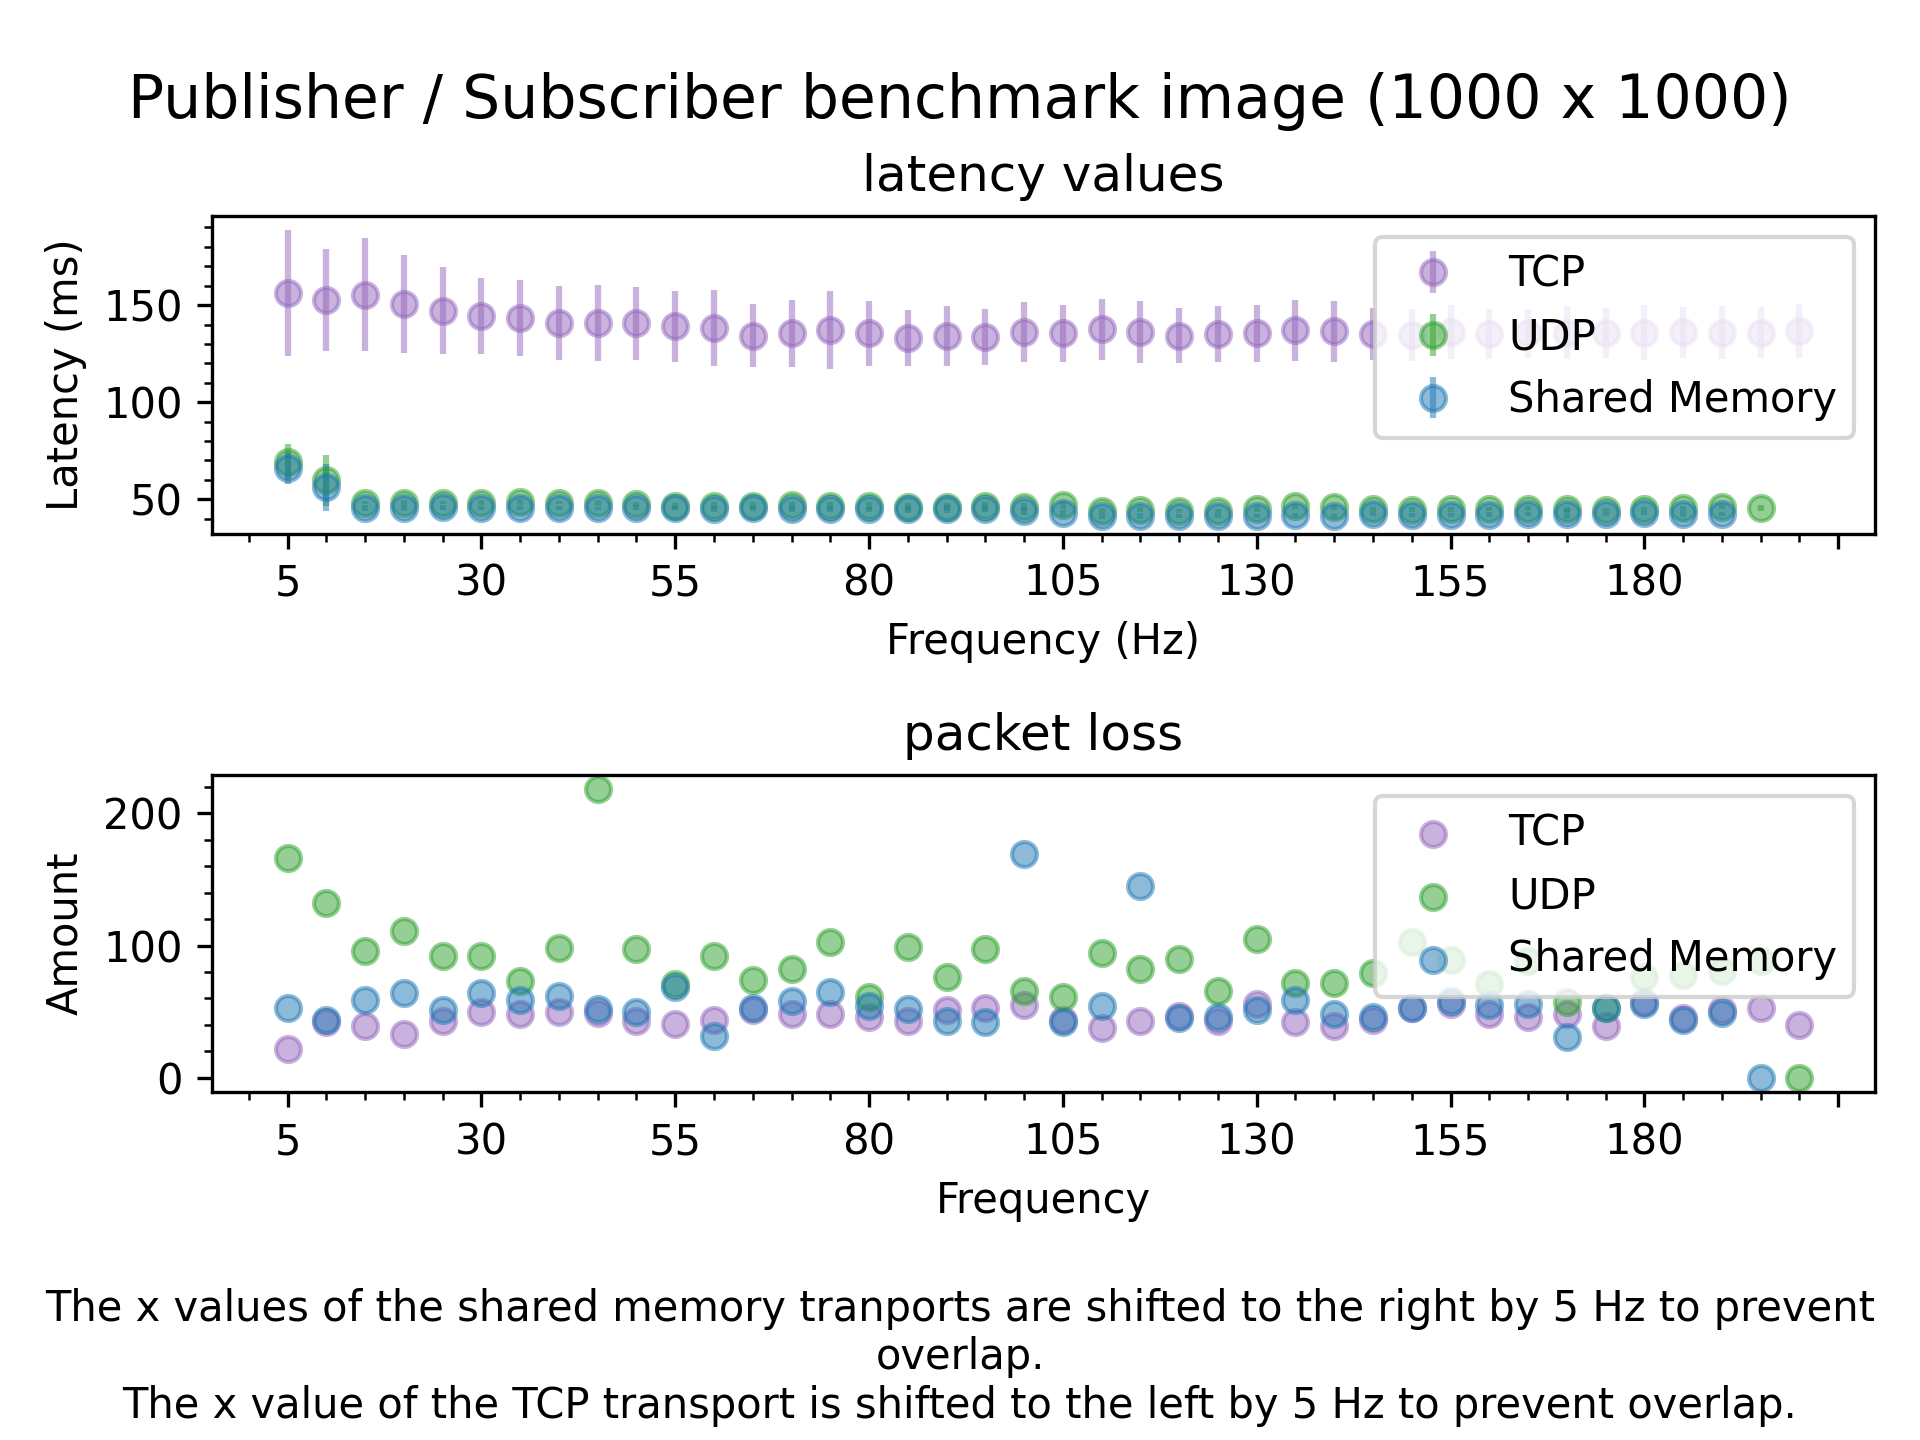 Publisher / Subscriber benchmark image (1000 x 1000)
latency values
Latency (ms)
150
100
50
TCP
UDP
Shared Memory
5 30 55 80 105 130 155 180
Frequency (Hz)
packet loss
Amount
200
100
0
TCP
UDP
Shared Memory
5 30 55 80 105 130 155 180
Frequency
The x values of the shared memory tranports are shifted to the right by 5 Hz to prevent
overlap.
The x value of the TCP transport is shifted to the left by 5 Hz to prevent overlap.